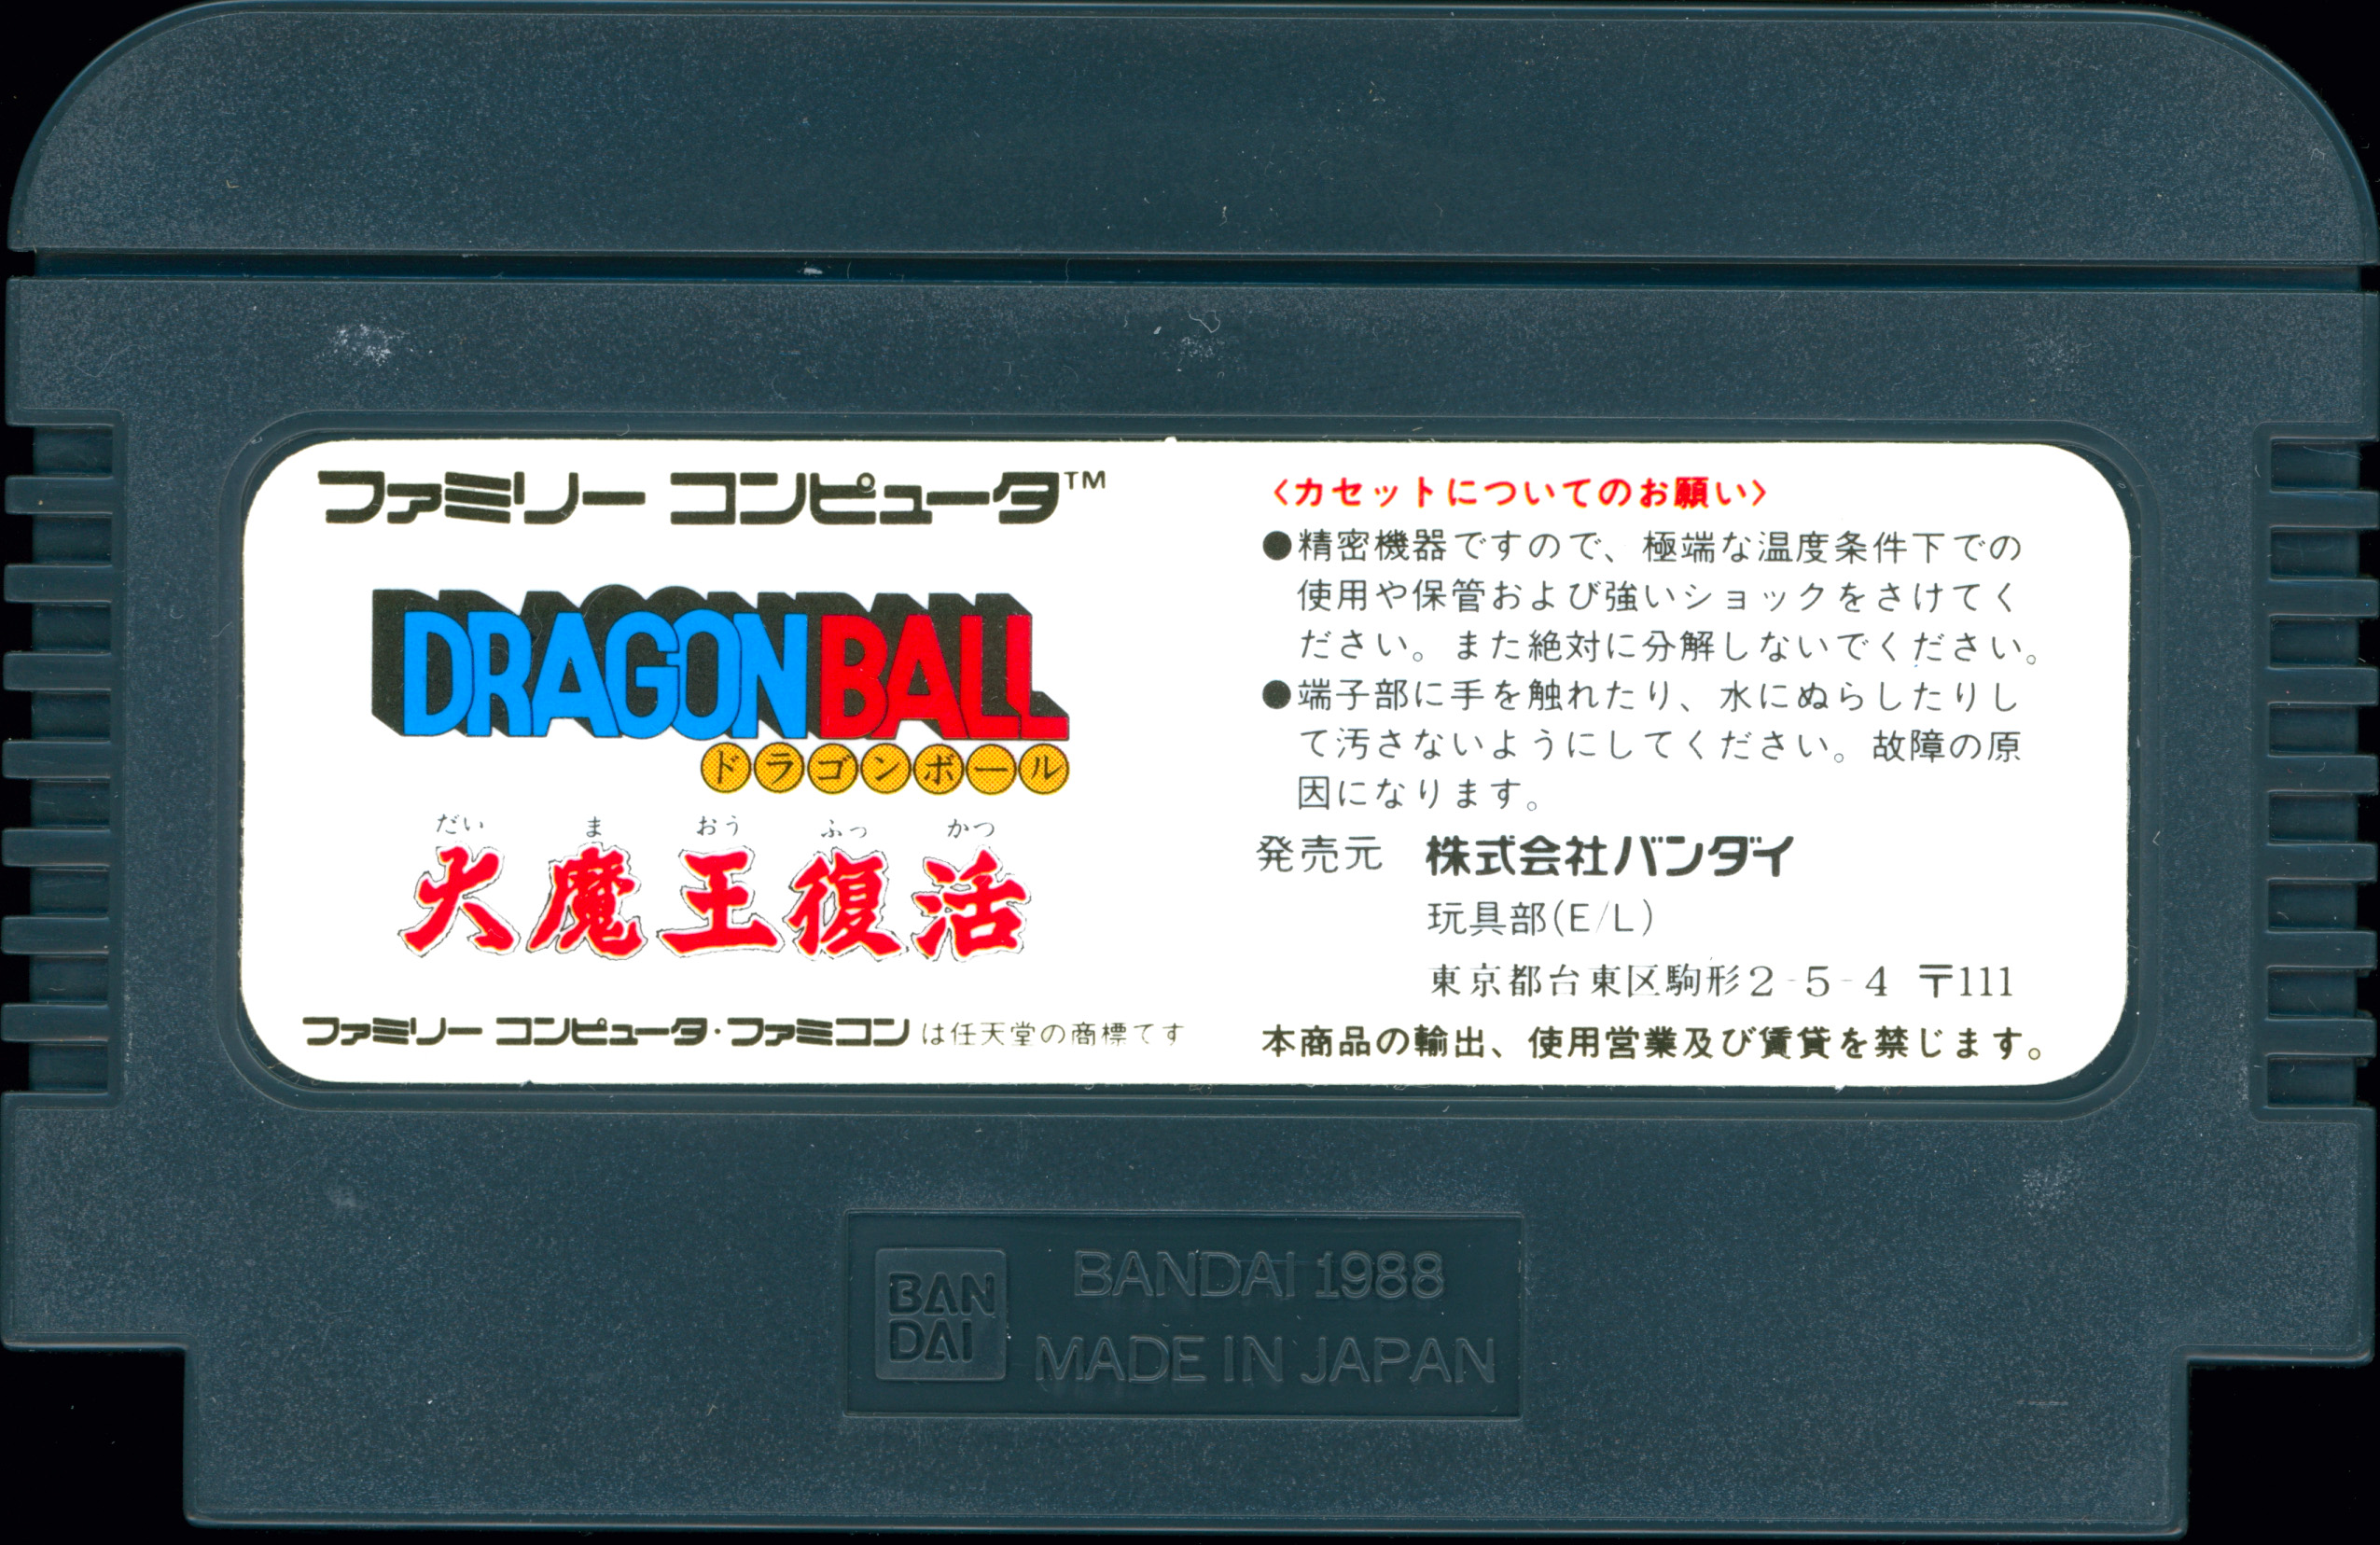 ファミリー コンピュータ™
DRAGON BALL
ドラゴンボール
だい ま おう ふっ かつ
大魔王復活
ファミリー コンピュータ・ファミコン は任天堂の商標です
〈カセットについてのお願い〉
●精密機器ですので、極端な温度条件下での
使用や保管および強いショックをさけてく
ださい。また絶対に分解しないでください。
●端子部に手を触れたり、水にぬらしたりし
て汚さないようにしてください。故障の原
因になります。
発売元 株式会社バンダイ
玩具部(E/L)
東京都台東区駒形2-5-4 〒111
本商品の輸出、使用営業及び賃貸を禁じます。
BAN
DAI
BANDAI 1988
MADE IN JAPAN